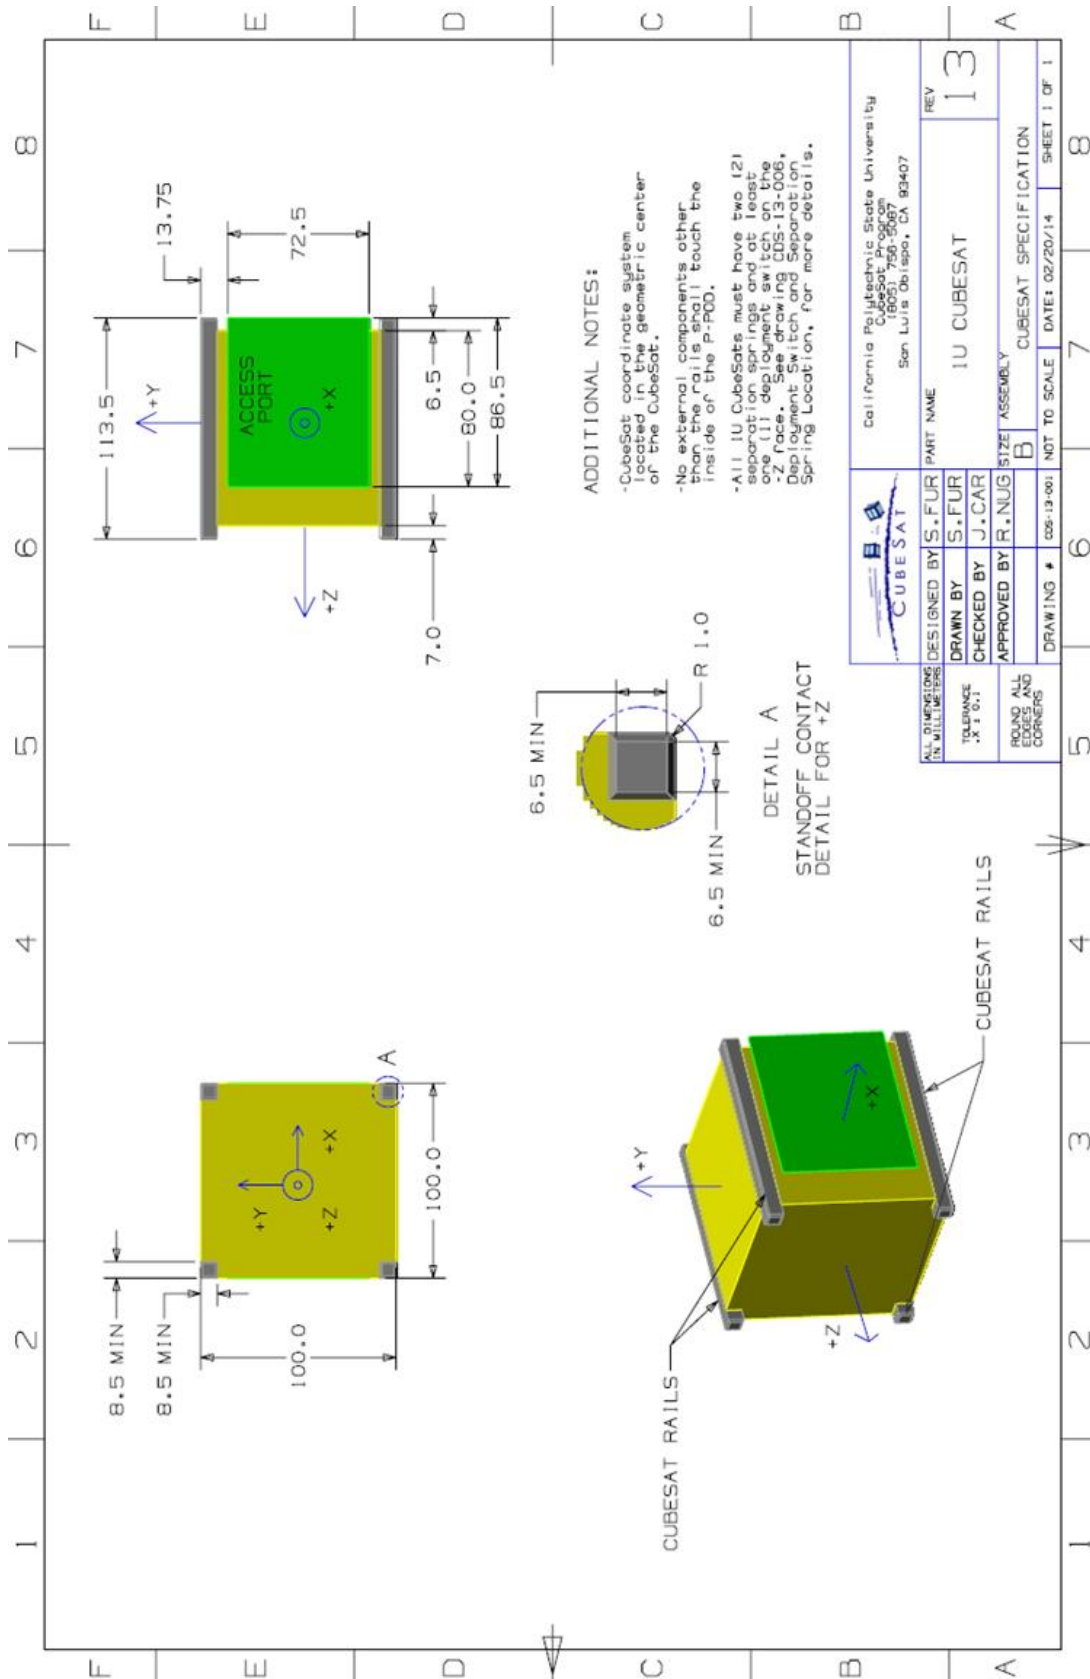 1 2 3 4 5 6 7 8
F
E
D
C
B
A
8.5 MIN
8.5 MIN
100.0
+Y
+Z
+X
A
100.0
113.5
13.75
+Y
ACCESS
PORT
+X
72.5
+Z
7.0
6.5
80.0
86.5
6.5 MIN
6.5 MIN
R 1.0
DETAIL A
STANDOFF CONTACT
DETAIL FOR +Z
ADDITIONAL NOTES:
-CubeSat coordinate system
located in the geometric center
of the CubeSat.
-No external components other
than the rails shall touch the
inside of the P-POD.
-All 1U CubeSats must have two (2)
separation springs and at least
one (1) deployment switch on the
-Z face. See drawing CDS-13-006,
Deployment Switch and Separation
Spring Location, for more details.
CUBESAT RAILS
+Y
+Z
+X
CUBESAT RAILS
ALL DIMENSIONS
IN MILLIMETERS
TOLERANCE
.X ± 0.1
ROUND ALL
EDGES AND
CORNERS
CUBESAT
California Polytechnic State University
CubeSat Program
(805) 756-5087
San Luis Obispo, CA 93407
DESIGNED BY S.FUR
DRAWN BY S.FUR
CHECKED BY J.CAR
APPROVED BY R.NUG
PART NAME
1U CUBESAT
REV
13
SIZE
B
ASSEMBLY
CUBESAT SPECIFICATION
DRAWING # CDS-13-001
NOT TO SCALE
DATE: 02/20/14
SHEET 1 OF 1
F
E
D
C
B
A
1 2 3 4 5 6 7 8